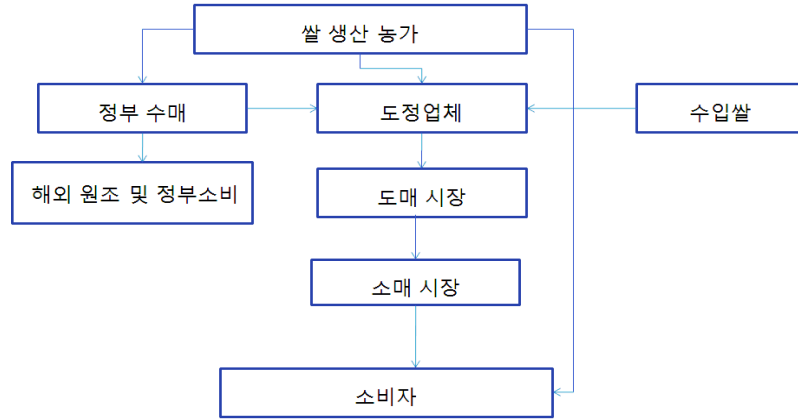 쌀 생산 농가
정부 수매
도정업체
수입쌀
해외 원조 및 정부소비
도매 시장
소매 시장
소비자